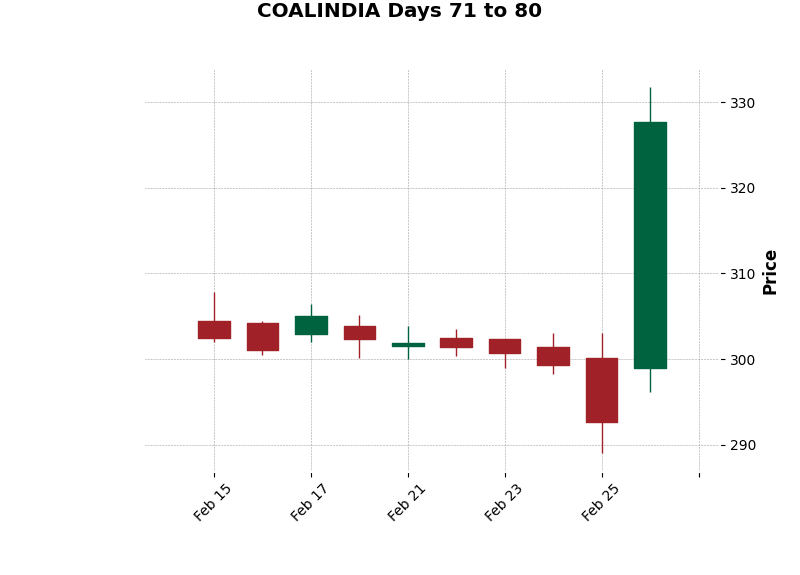 COALINDIA Days 71 to 80
330
320
310
300
290
Price
Feb 15
Feb 17
Feb 21
Feb 23
Feb 25